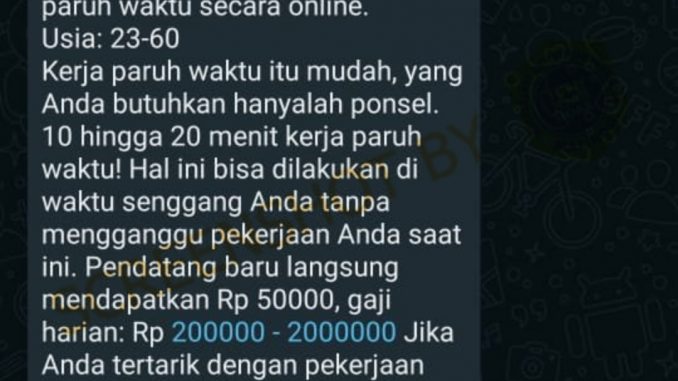 paruh waktu secara online.
Usia: 23-60
Kerja paruh waktu itu mudah, yang
Anda butuhkan hanyalah ponsel.
10 hingga 20 menit kerja paruh
waktu! Hal ini bisa dilakukan di
waktu senggang Anda tanpa
mengganggu pekerjaan Anda saat
ini. Pendatang baru langsung
mendapatkan Rp 50000, gaji
harian: Rp 200000 - 2000000 Jika
Anda tertarik dengan pekerjaan
SCREENSHOT BY